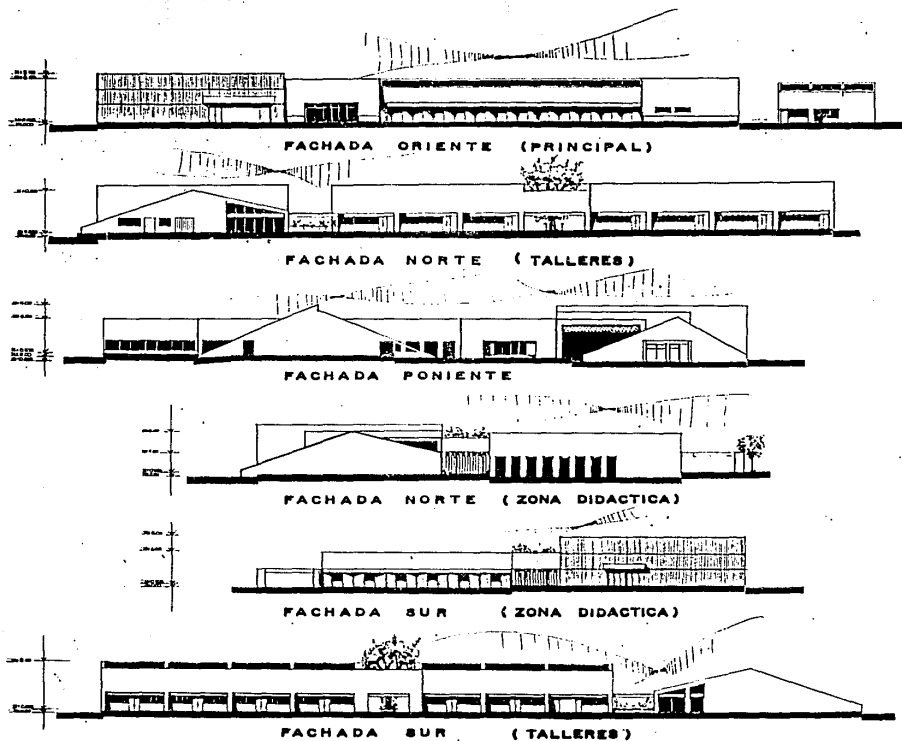 FACHADA ORIENTE (PRINCIPAL)
FACHADA NORTE (TALLERES)
FACHADA PONIENTE
FACHADA NORTE (ZONA DIDACTICA)
FACHADA SUR (ZONA DIDACTICA)
FACHADA SUR (TALLERES)